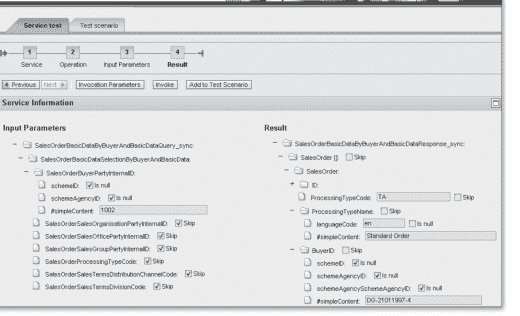 Service test
Test scenario
1 2 3 4
Service Operation Input Parameters Result
Previous Next Invocation Parameters Invoke Add to Test Scenario
Service Information
Input Parameters
SalesOrderBasicDataByBuyerAndBasicDataQuery_sync:
SalesOrderBasicDataSelectionByBuyerAndBasicData:
SalesOrderBuyerPartyInternalID:
schemeID: Is null
schemeAgencyID: Is null
#simpleContent: 1002
SalesOrderSalesOrganisationPartyInternalID: Skip
SalesOrderSalesOfficePartyInternalID: Skip
SalesOrderSalesGroupPartyInternalID: Skip
SalesOrderProcessingTypeCode: Skip
SalesOrderSalesTermsDistributionChannelCode: Skip
SalesOrderSalesTermsDivisionCode: Skip
Result
SalesOrderBasicDataByBuyerAndBasicDataResponse_sync:
SalesOrder []: Skip
SalesOrder:
ID:
ProcessingTypeCode: TA Skip
ProcessingTypeName: Skip
languageCode: en Is null
#simpleContent: Standard Order
BuyerID: Skip
schemeID: Is null
schemeAgencyID: Is null
schemeAgencySchemeAgencyID: Is null
#simpleContent: DG-21011997-4